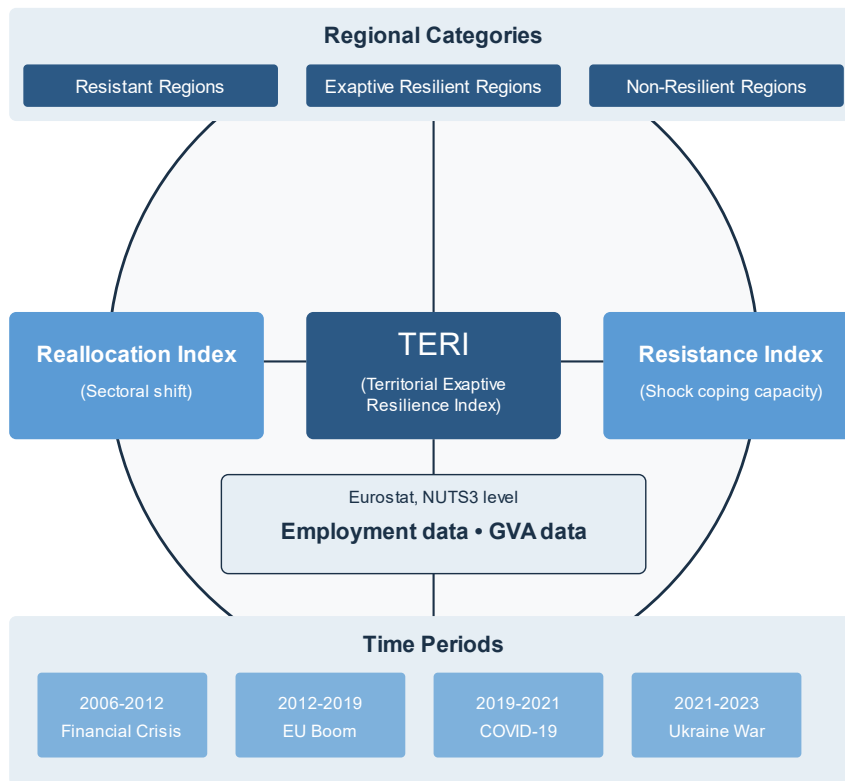 Regional Categories
Resistant Regions
Exaptive Resilient Regions
Non-Resilient Regions
Reallocation Index
(Sectoral shift)
TERI
(Territorial Exaptive
Resilience Index)
Resistance Index
(Shock coping capacity)
Eurostat, NUTS3 level
Employment data • GVA data
Time Periods
2006-2012
Financial Crisis
2012-2019
EU Boom
2019-2021
COVID-19
2021-2023
Ukraine War